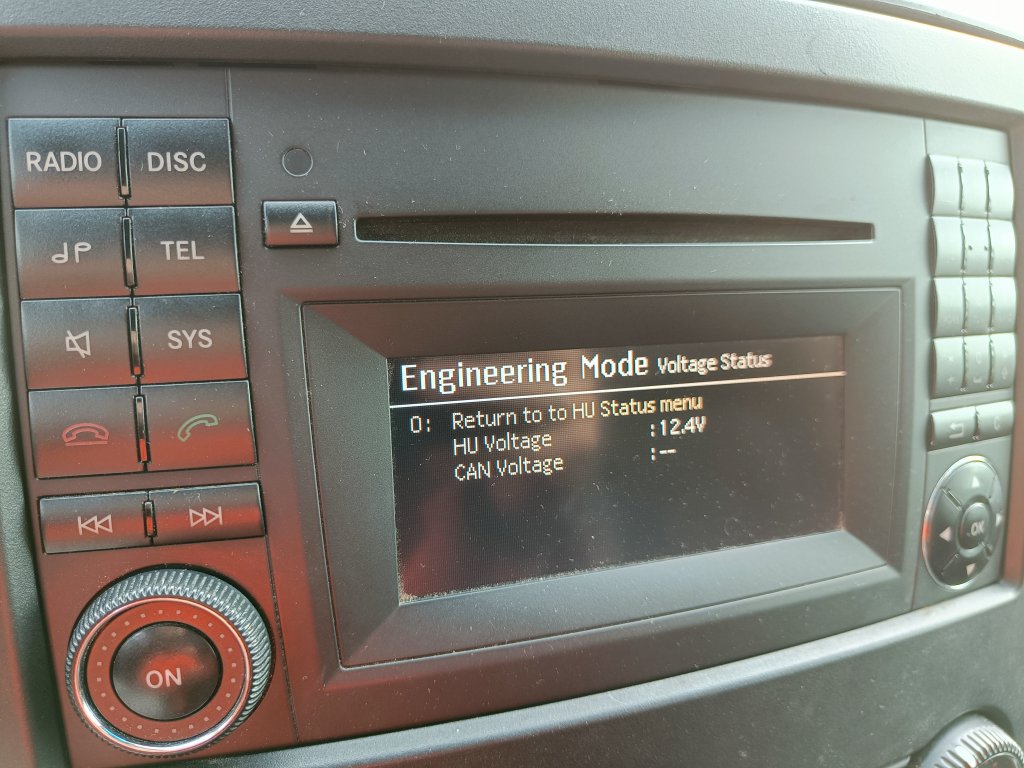 RADIO DISC
TEL
SYS
Engineering Mode Voltage Status
0: Return to to HU Status menu
HU Voltage :12.4V
CAN Voltage :--
ON
OK